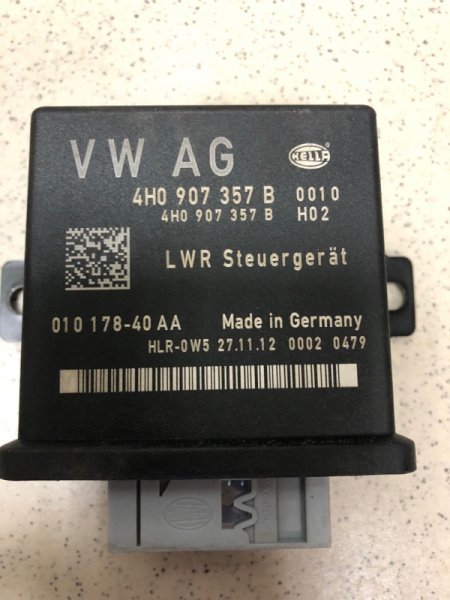 VW AG HELLA
4H0 907 357 B 0010
4H0 907 357 B H02
LWR Steuergerät
010 178-40 AA Made in Germany
HLR-0W5 27.11.12 0002 0479
HELLA